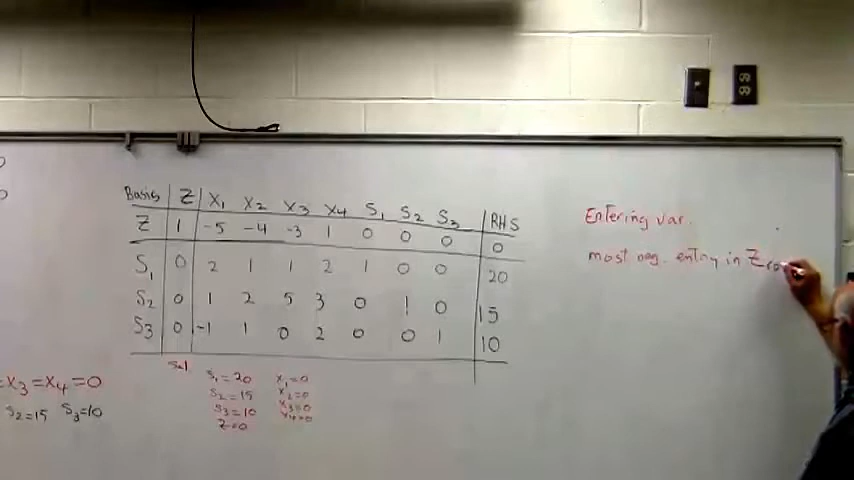 Basics Z X1 X2 X3 X4 S1 S2 S3 RHS
Z 1 -5 -4 -3 1 0 0 0 0
S1 0 2 1 1 2 1 0 0 20
S2 0 1 2 5 3 0 1 0 15
S3 0 -1 1 0 2 0 0 1 10
Sol
S1 = 20 X1 = 0
S2 = 15 X2 = 0
S3 = 10 X3 = 0
Z = 0 X4 = 0
= X3 = X4 = 0
S2 = 15 S3 = 10
Entering var.
most neg. entry in Z ro